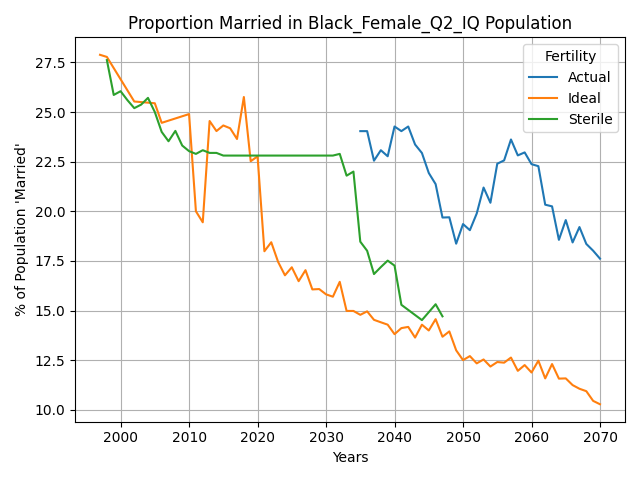 Proportion Married in Black_Female_Q2_IQ Population
% of Population 'Married'
27.5
25.0
22.5
20.0
17.5
15.0
12.5
10.0
Fertility
Actual
Ideal
Sterile
2000 2010 2020 2030 2040 2050 2060 2070
Years